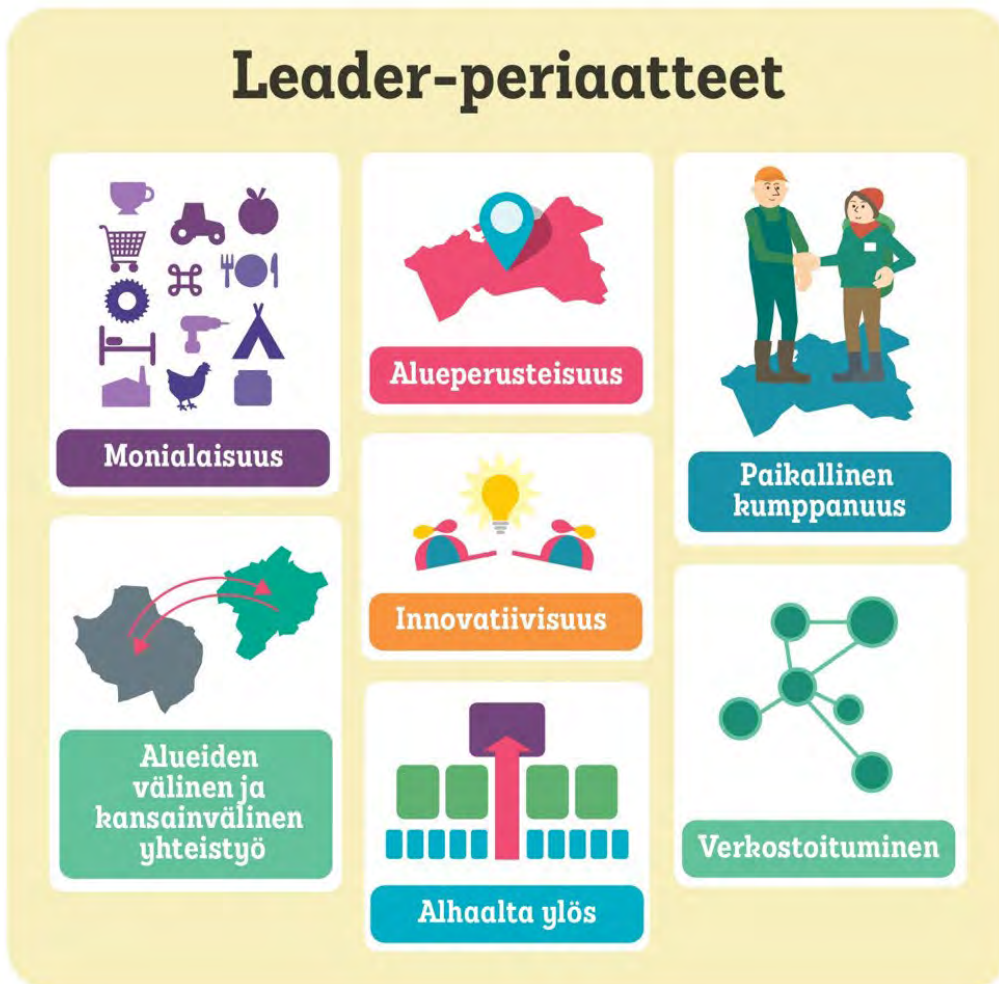 Leader-periaatteet
Monialaisuus
Alueperusteisuus
Paikallinen
kumppanuus
Alueiden
välinen ja
kansainvälinen
yhteistyö
Innovatiivisuus
Alhaalta ylös
Verkostoituminen